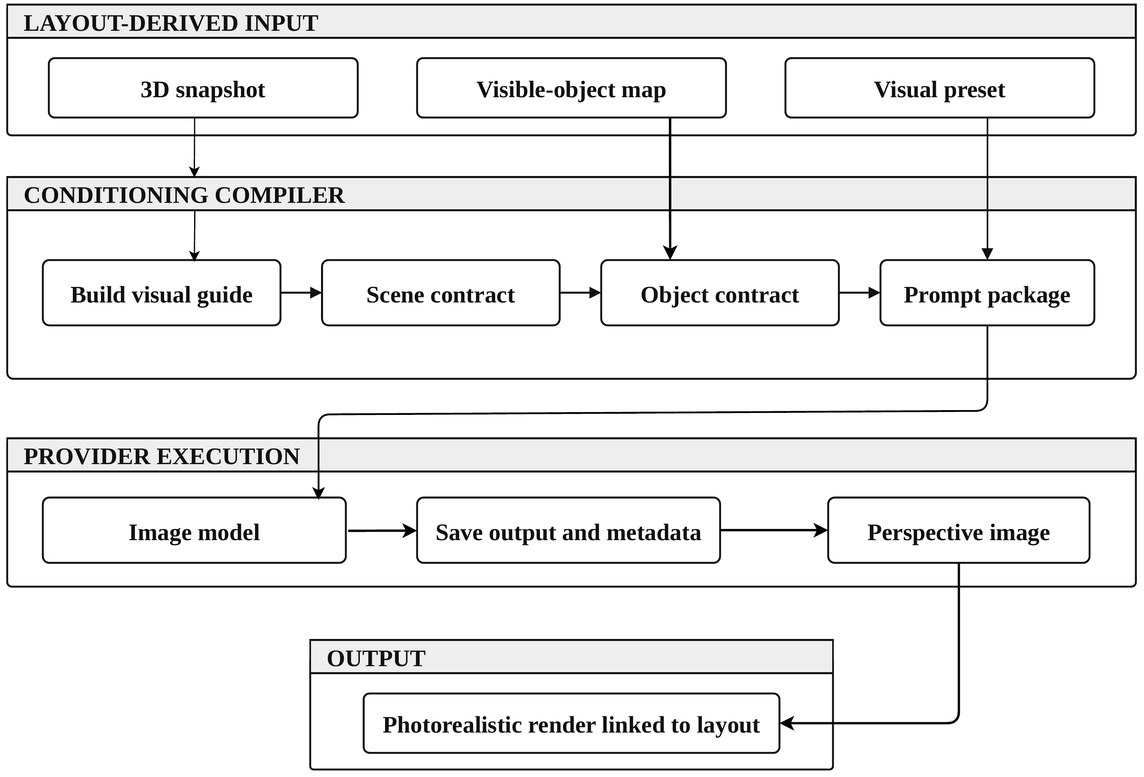 LAYOUT-DERIVED INPUT
3D snapshot
Visible-object map
Visual preset
CONDITIONING COMPILER
Build visual guide
Scene contract
Object contract
Prompt package
PROVIDER EXECUTION
Image model
Save output and metadata
Perspective image
OUTPUT
Photorealistic render linked to layout